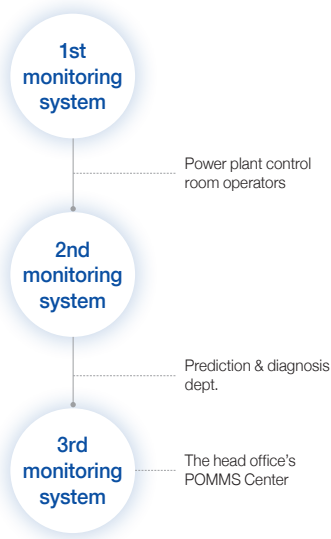 1st
monitoring
system
Power plant control
room operators
2nd
monitoring
system
Prediction & diagnosis
dept.
3rd
monitoring
system
The head office's
POMMS Center